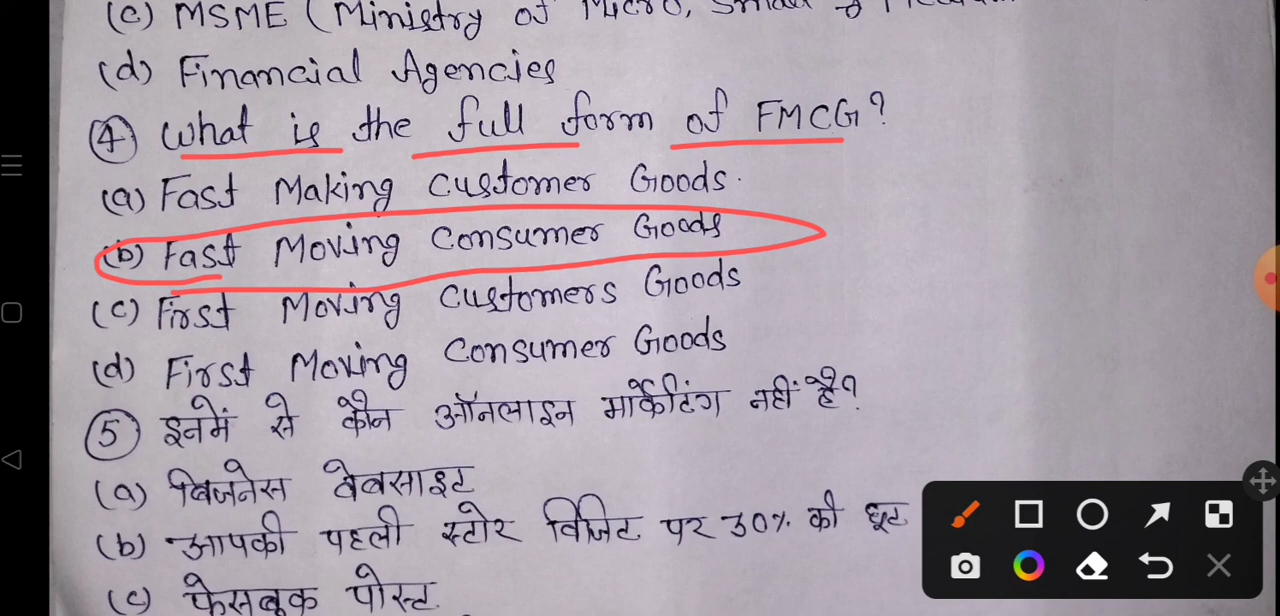 (c) MSME (Ministry of Micro, Small &
(d) Financial Agencies
(4) What is the full form of FMCG?
(a) Fast Making Customer Goods.
(b) Fast Moving Consumer Goods
(c) First Moving Customers Goods
(d) First Moving Consumer Goods
(5) इनमें से कौन ऑनलाइन मार्केटिंग नहीं है?
(a) बिजनेस वेबसाइट
(b) आपकी पहली स्टोर विजिट पर 30% की छूट
(c) फेसबुक पोस्ट